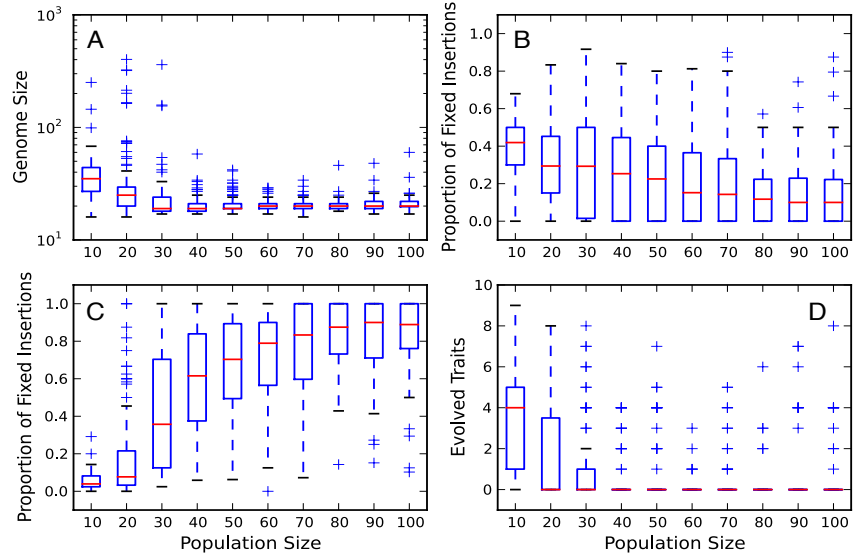 A
B
10³
10²
10¹
Genome Size
10 20 30 40 50 60 70 80 90 100
Proportion of Fixed Insertions
1.0
0.8
0.6
0.4
0.2
0.0
10 20 30 40 50 60 70 80 90 100
C
D
Proportion of Fixed Insertions
1.0
0.8
0.6
0.4
0.2
0.0
10 20 30 40 50 60 70 80 90 100
Population Size
Evolved Traits
10
8
6
4
2
0
10 20 30 40 50 60 70 80 90 100
Population Size